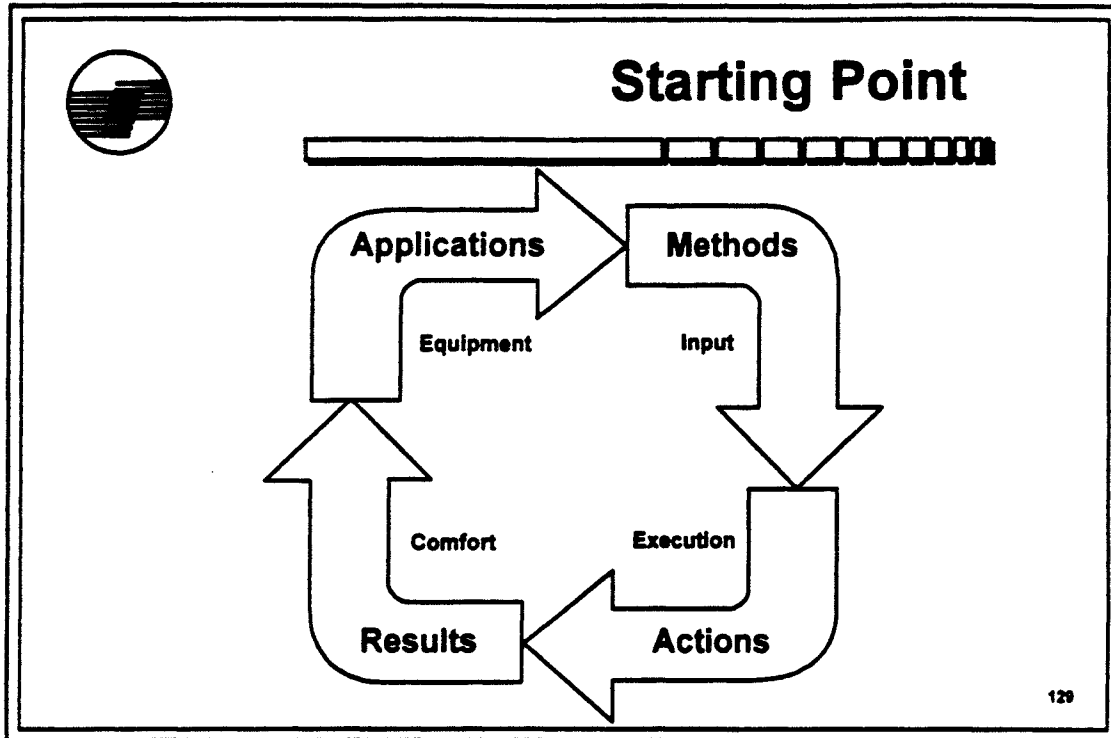 Starting Point
Applications
Methods
Equipment
Input
Comfort
Execution
Results
Actions
129